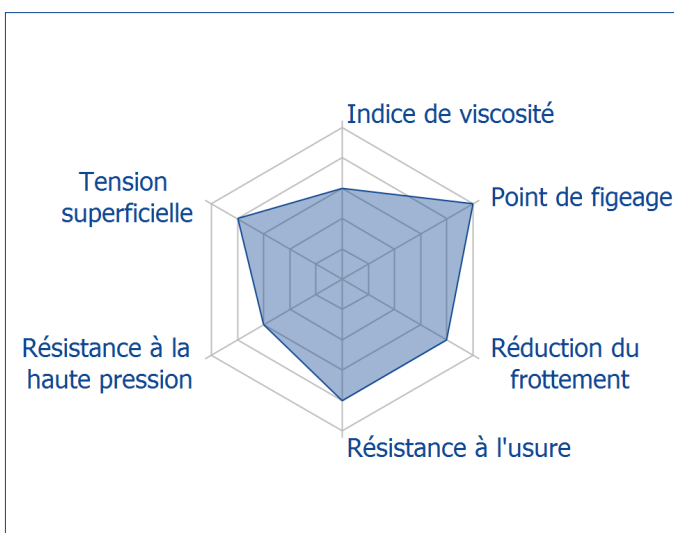 Indice de viscosité
Tension
superficielle
Point de figeage
Résistance à la
haute pression
Réduction du
frottement
Résistance à l'usure